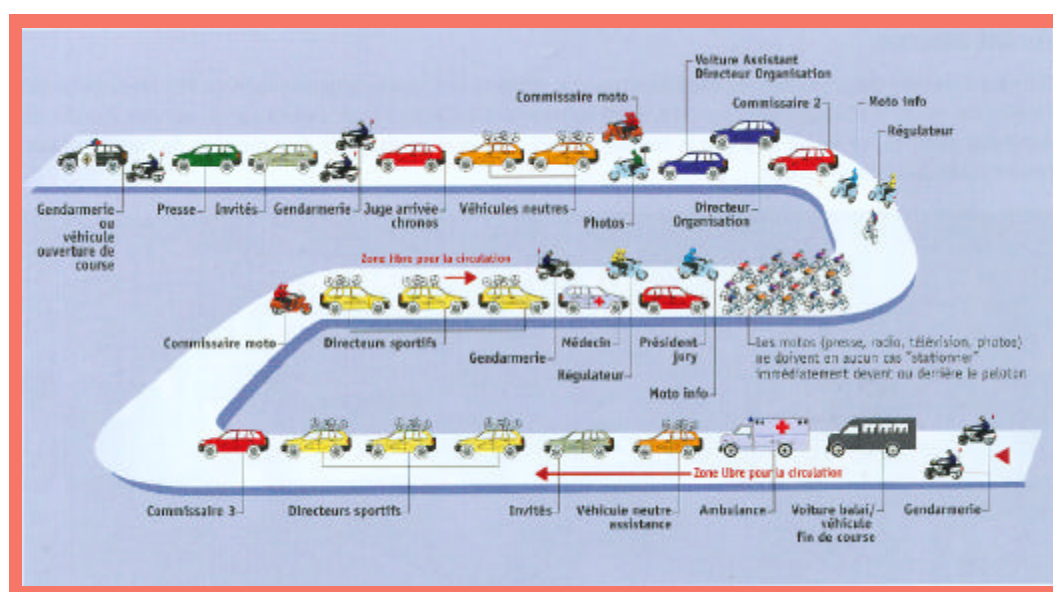 Voiture Assistant
Directeur Organisation
Commissaire moto
Commissaire 2
Moto info
Régulateur
Gendarmerie
ou
véhicule
ouverture de
course
Presse
Invités
Gendarmerie
Juge arrivée
chronos
Véhicules neutres
Photos
Directeur
Organisation
Zone libre pour la circulation
Commissaire moto
Directeurs sportifs
Gendarmerie
Médecin
Régulateur
Président
jury
Moto info
Les motos (presse, radio, télévision, photos)
ne doivent en aucun cas "stationner"
immédiatement devant ou derrière le peloton
Zone libre pour la circulation
Commissaire 3
Directeurs sportifs
Invités
Véhicule neutre
assistance
Ambulance
Voiture balai/
véhicule
fin de course
Gendarmerie